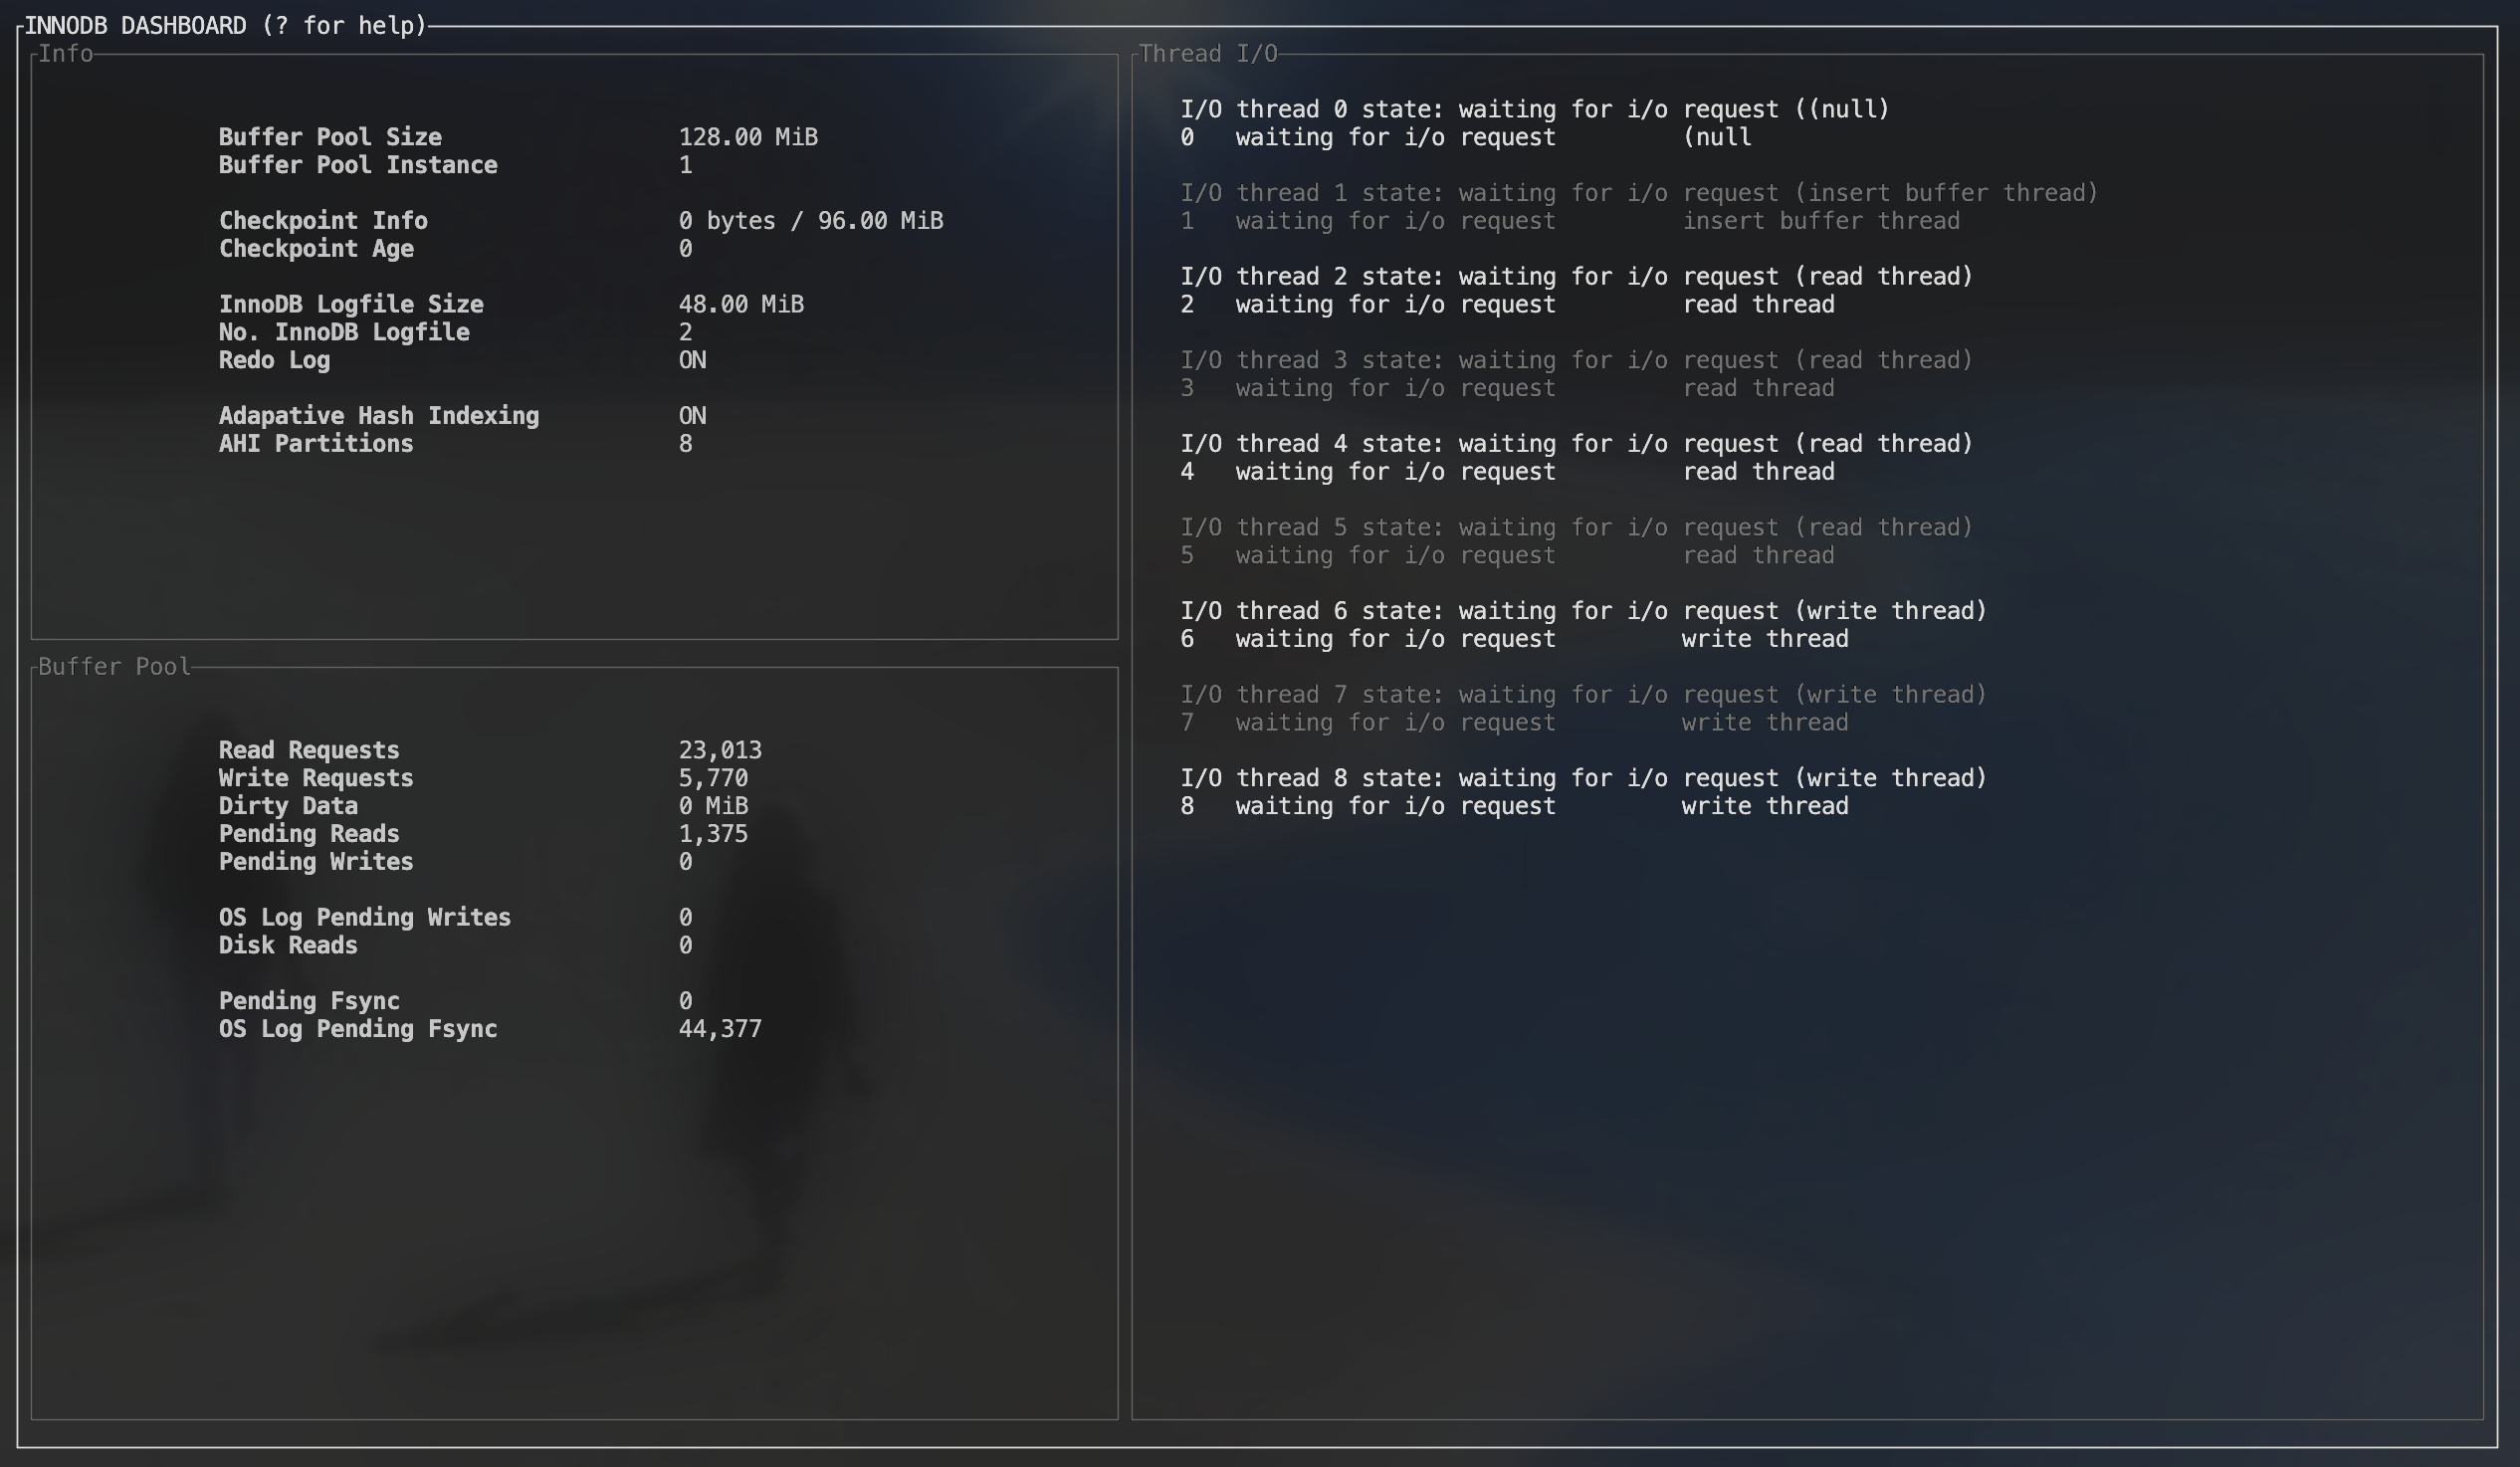 INNODB DASHBOARD (? for help)
Info
Buffer Pool Size 128.00 MiB
Buffer Pool Instance 1
Checkpoint Info 0 bytes / 96.00 MiB
Checkpoint Age 0
InnoDB Logfile Size 48.00 MiB
No. InnoDB Logfile 2
Redo Log ON
Adapative Hash Indexing ON
AHI Partitions 8
Buffer Pool
Read Requests 23,013
Write Requests 5,770
Dirty Data 0 MiB
Pending Reads 1,375
Pending Writes 0
OS Log Pending Writes 0
Disk Reads 0
Pending Fsync 0
OS Log Pending Fsync 44,377
Thread I/O
I/O thread 0 state: waiting for i/o request ((null)
0 waiting for i/o request (null
I/O thread 1 state: waiting for i/o request (insert buffer thread)
1 waiting for i/o request insert buffer thread
I/O thread 2 state: waiting for i/o request (read thread)
2 waiting for i/o request read thread
I/O thread 3 state: waiting for i/o request (read thread)
3 waiting for i/o request read thread
I/O thread 4 state: waiting for i/o request (read thread)
4 waiting for i/o request read thread
I/O thread 5 state: waiting for i/o request (read thread)
5 waiting for i/o request read thread
I/O thread 6 state: waiting for i/o request (write thread)
6 waiting for i/o request write thread
I/O thread 7 state: waiting for i/o request (write thread)
7 waiting for i/o request write thread
I/O thread 8 state: waiting for i/o request (write thread)
8 waiting for i/o request write thread